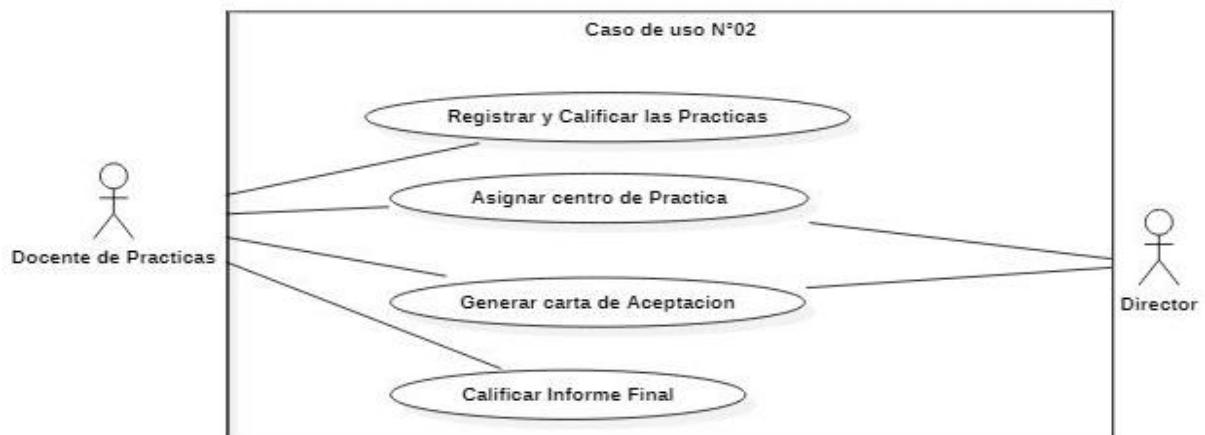 Caso de uso N°02
Registrar y Calificar las Practicas
Asignar centro de Practica
Docente de Practicas
Generar carta de Aceptacion
Director
Calificar Informe Final